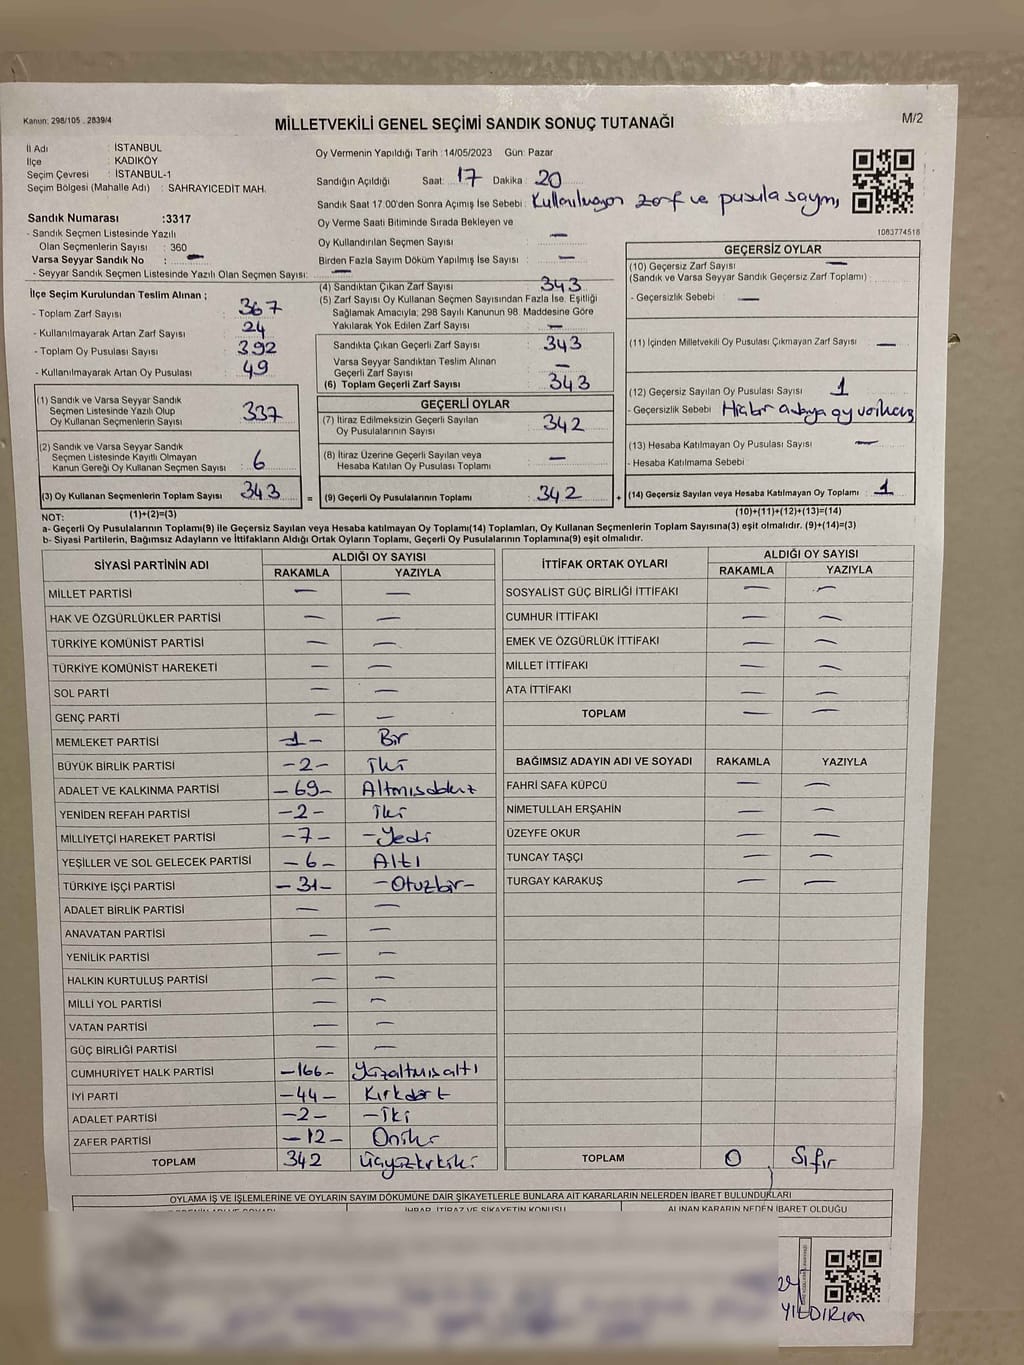 Kanun: 298/105 . 2839/4
MİLLETVEKİLİ GENEL SEÇİMİ SANDIK SONUÇ TUTANAĞI
M/2
İl Adı : İSTANBUL
İlçe : KADIKÖY
Seçim Çevresi : İSTANBUL-1
Seçim Bölgesi (Mahalle Adı) : SAHRAYICEDİT MAH.
Sandık Numarası :3317
- Sandık Seçmen Listesinde Yazılı
Olan Seçmenlerin Sayısı : 360
Varsa Seyyar Sandık No : —
- Seyyar Sandık Seçmen Listesinde Yazılı Olan Seçmen Sayısı: —
Oy Vermenin Yapıldığı Tarih :14/05/2023 Gün: Pazar
Sandığın Açıldığı Saat: 17 Dakika : 20
Sandık Saat 17.00'den Sonra Açılmış İse Sebebi : Kullanılmayan zarf ve pusula sayımı
Oy Verme Saati Bitiminde Sırada Bekleyen ve
Oy Kullandırılan Seçmen Sayısı —
Birden Fazla Sayım Döküm Yapılmış İse Sayısı : —
1083774518
İlçe Seçim Kurulundan Teslim Alınan ;
- Toplam Zarf Sayısı : 367
- Kullanılmayarak Artan Zarf Sayısı : 24
- Toplam Oy Pusulası Sayısı : 392
- Kullanılmayarak Artan Oy Pusulası : 49
(1) Sandık ve Varsa Seyyar Sandık
Seçmen Listesinde Yazılı Olup
Oy Kullanan Seçmenlerin Sayısı : 337
(2) Sandık ve Varsa Seyyar Sandık
Seçmen Listesinde Kayıtlı Olmayan
Kanun Gereği Oy Kullanan Seçmen Sayısı : 6
(3) Oy Kullanan Seçmenlerin Toplam Sayısı : 343
(1)+(2)=(3)
(4) Sandıktan Çıkan Zarf Sayısı : 343
(5) Zarf Sayısı Oy Kullanan Seçmen Sayısından Fazla İse, Eşitliği
Sağlamak Amacıyla; 298 Sayılı Kanunun 98. Maddesine Göre
Yakılarak Yok Edilen Zarf Sayısı : —
Sandıkta Çıkan Geçerli Zarf Sayısı : 343
Varsa Seyyar Sandıktan Teslim Alınan
Geçerli Zarf Sayısı : —
(6) Toplam Geçerli Zarf Sayısı : 343
GEÇERLİ OYLAR
(7) İtiraz Edilmeksizin Geçerli Sayılan
Oy Pusulalarının Sayısı : 342
(8) İtiraz Üzerine Geçerli Sayılan veya
Hesaba Katılan Oy Pusulası Toplamı : —
= (9) Geçerli Oy Pusulalarının Toplamı : 342
GEÇERSİZ OYLAR
(10) Geçersiz Zarf Sayısı —
(Sandık ve Varsa Seyyar Sandık Geçersiz Zarf Toplamı) :
- Geçersizlik Sebebi : —
(11) İçinden Milletvekili Oy Pusulası Çıkmayan Zarf Sayısı : —
(12) Geçersiz Sayılan Oy Pusulası Sayısı : 1
- Geçersizlik Sebebi : Hiçbir adaya oy
(13) Hesaba Katılmayan Oy Pusulası Sayısı : —
- Hesaba Katılmama Sebebi :
+ (14) Geçersiz Sayılan veya Hesaba Katılmayan Oy Toplamı : 1
(10)+(11)+(12)+(13)=(14)
NOT:
a- Geçerli Oy Pusulalarının Toplamı(9) ile Geçersiz Sayılan veya Hesaba katılmayan Oy Toplamı(14) Toplamları, Oy Kullanan Seçmenlerin Toplam Sayısına(3) eşit olmalıdır. (9)+(14)=(3)
b- Siyasi Partilerin, Bağımsız Adayların ve İttifakların Aldığı Ortak Oyların Toplamı, Geçerli Oy Pusulalarının Toplamına(9) eşit olmalıdır.
SİYASİ PARTİNİN ADI ALDIĞI OY SAYISI
RAKAMLA YAZIYLA
MİLLET PARTİSİ — —
HAK VE ÖZGÜRLÜKLER PARTİSİ — —
TÜRKİYE KOMÜNİST PARTİSİ — —
TÜRKİYE KOMÜNİST HAREKETİ — —
SOL PARTİ — —
GENÇ PARTİ — —
MEMLEKET PARTİSİ -1- Bir
BÜYÜK BİRLİK PARTİSİ -2- İki
ADALET VE KALKINMA PARTİSİ -69- Altmışdokuz
YENİDEN REFAH PARTİSİ -2- İki
MİLLİYETÇİ HAREKET PARTİSİ -7- -Yedi
YEŞİLLER VE SOL GELECEK PARTİSİ -6- Altı
TÜRKİYE İŞÇİ PARTİSİ -31- -Otuzbir-
ADALET BİRLİK PARTİSİ — —
ANAVATAN PARTİSİ — —
YENİLİK PARTİSİ — —
HALKIN KURTULUŞ PARTİSİ — —
MİLLİ YOL PARTİSİ — —
VATAN PARTİSİ — —
GÜÇ BİRLİĞİ PARTİSİ — —
CUMHURİYET HALK PARTİSİ -166- Yüzaltmışaltı
İYİ PARTİ -44- Kırkdört
ADALET PARTİSİ -2- -İki
ZAFER PARTİSİ -12- Oniki
TOPLAM 342 Üçyüzkırkiki
İTTİFAK ORTAK OYLARI ALDIĞI OY SAYISI
RAKAMLA YAZIYLA
SOSYALİST GÜÇ BİRLİĞİ İTTİFAKI — —
CUMHUR İTTİFAKI — —
EMEK VE ÖZGÜRLÜK İTTİFAKI — —
MİLLET İTTİFAKI — —
ATA İTTİFAKI — —
TOPLAM — —
BAĞIMSIZ ADAYIN ADI VE SOYADI RAKAMLA YAZIYLA
FAHRİ SAFA KÜPCÜ — —
NİMETULLAH ERŞAHİN — —
ÜZEYFE OKUR — —
TUNCAY TAŞÇI — —
TURGAY KARAKUŞ — —
TOPLAM 0 Sıfır
OYLAMA İŞ VE İŞLEMLERİNE VE OYLARIN SAYIM DÖKÜMÜNE DAİR ŞİKAYETLERLE BUNLARA AİT KARARLARIN NELERDEN İBARET BULUNDUKLARI
İHBAR, İTİRAZ VE ŞİKAYETİN KONUSU ALINAN KARARIN NEDEN İBARET OLDUĞU
YILDIRIM